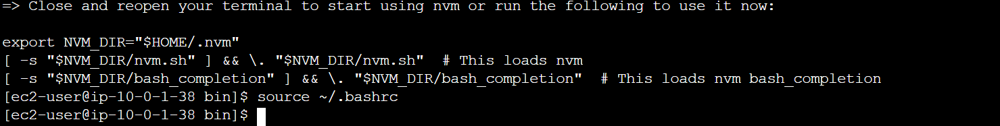 => Close and reopen your terminal to start using nvm or run the following to use it now:
export NVM_DIR="$HOME/.nvm"
[ -s "$NVM_DIR/nvm.sh" ] && \. "$NVM_DIR/nvm.sh"  # This loads nvm
[ -s "$NVM_DIR/bash_completion" ] && \. "$NVM_DIR/bash_completion"  # This loads nvm bash_completion
[ec2-user@ip-10-0-1-38 bin]$ source ~/.bashrc
[ec2-user@ip-10-0-1-38 bin]$